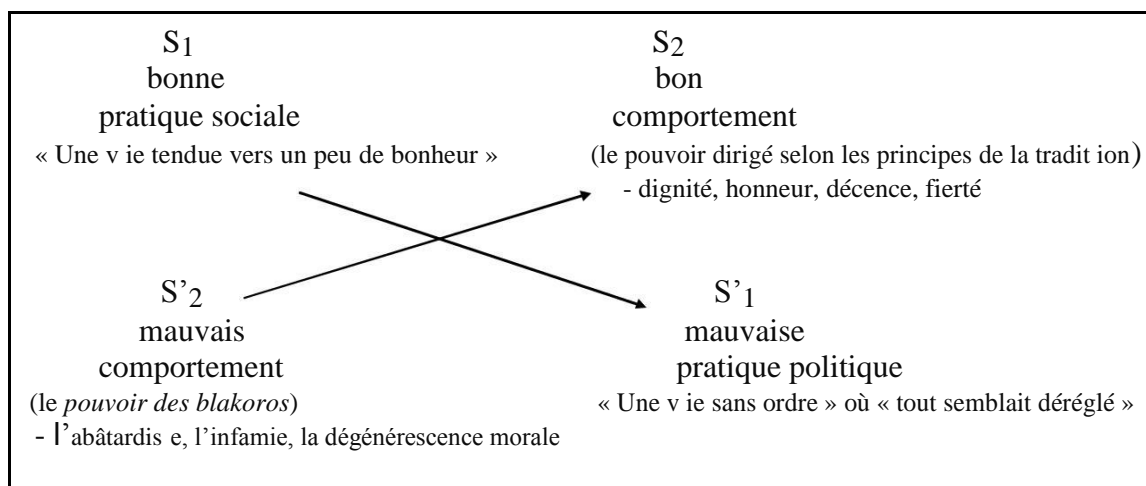 S1
bonne
pratique sociale
« Une v ie tendue vers un peu de bonheur »
S2
bon
comportement
(le pouvoir dirigé selon les principes de la tradit ion)
- dignité, honneur, décence, fierté
S’2
mauvais
comportement
(le pouvoir des blakoros)
- l’abâtardis e, l’infamie, la dégénérescence morale
S’1
mauvaise
pratique politique
« Une v ie sans ordre » où « tout semblait déréglé »